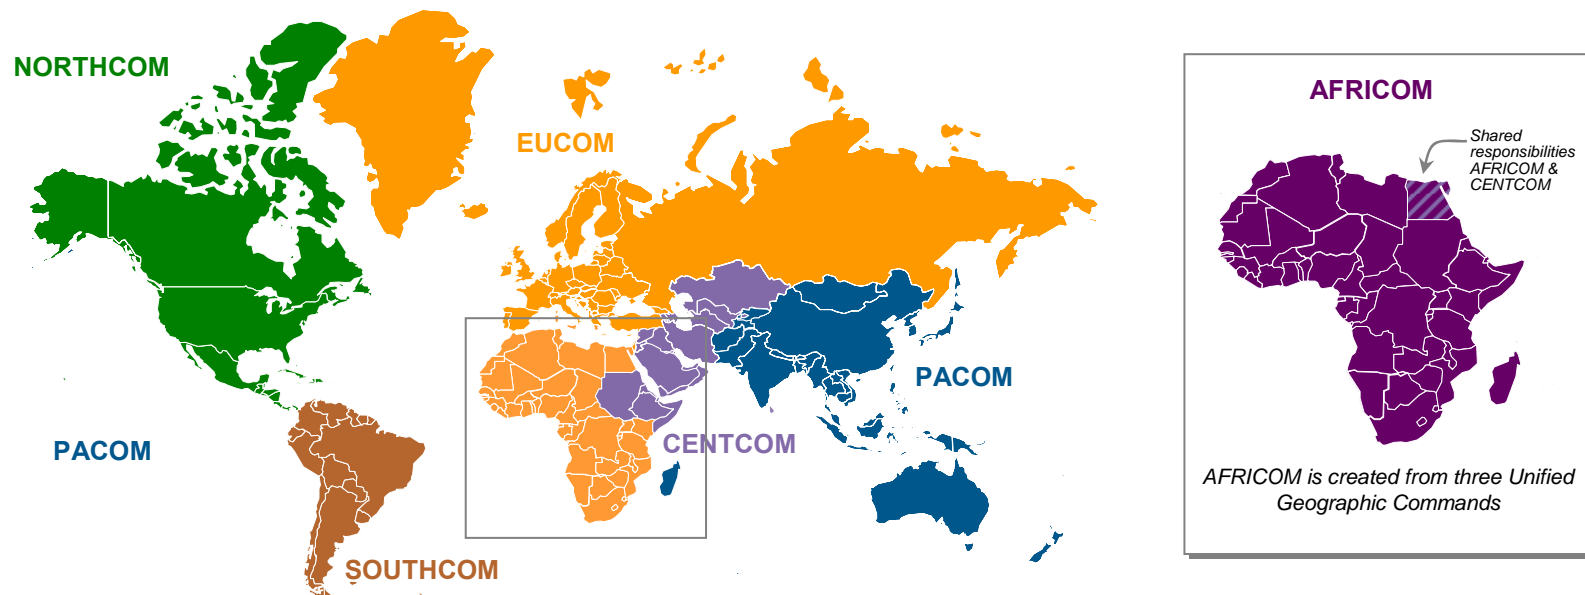 NORTHCOM
EUCOM
PACOM
CENTCOM
PACOM
SOUTHCOM
AFRICOM
Shared
responsibilities
AFRICOM &
CENTCOM
AFRICOM is created from three Unified
Geographic Commands